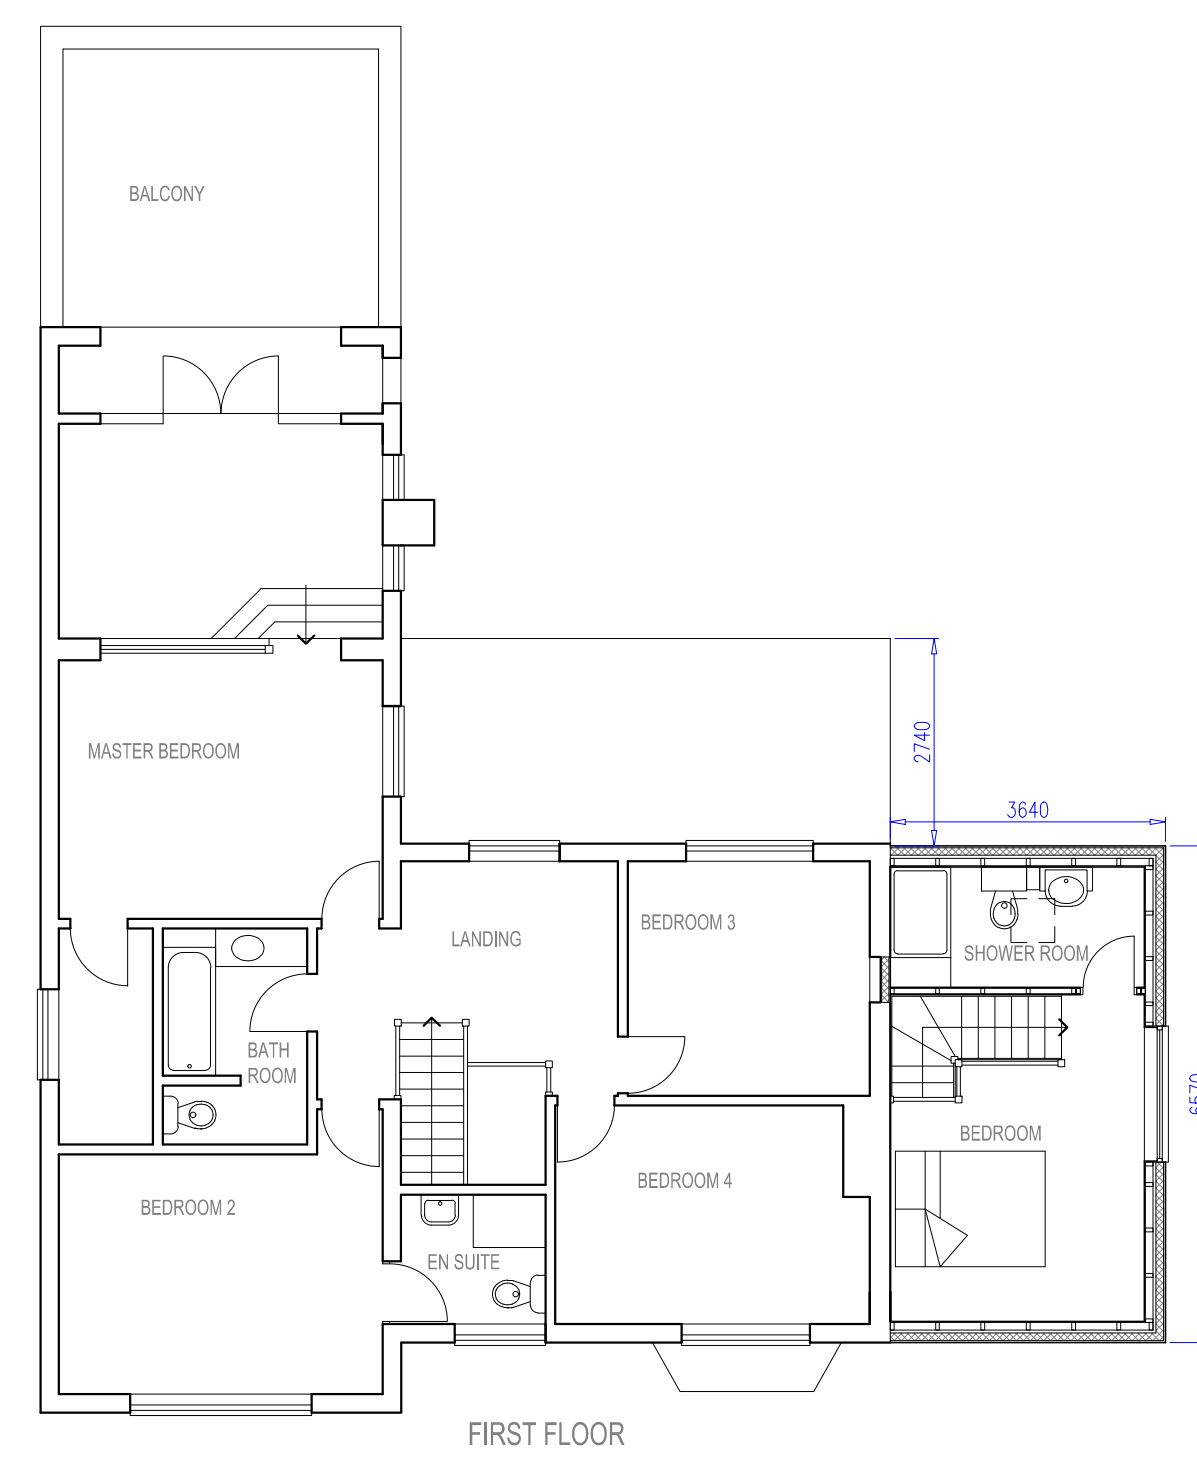 BALCONY
MASTER BEDROOM
2740
3640
LANDING
BEDROOM 3
SHOWER ROOM
BATH
ROOM
6570
BEDROOM
BEDROOM 2
BEDROOM 4
EN SUITE
FIRST FLOOR